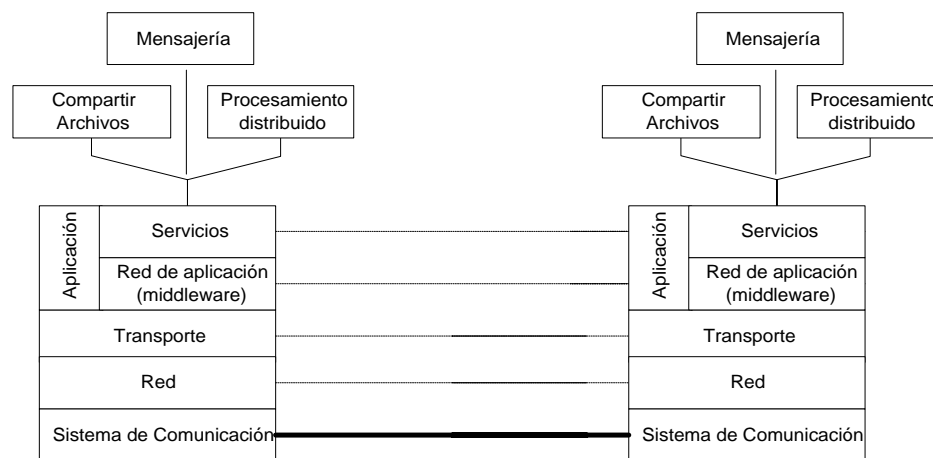 Mensajería
Mensajería
Compartir
Archivos
Procesamiento
distribuido
Compartir
Archivos
Procesamiento
distribuido
Aplicación
Servicios
Red de aplicación
(middleware)
Transporte
Red
Sistema de Comunicación
Aplicación
Servicios
Red de aplicación
(middleware)
Transporte
Red
Sistema de Comunicación